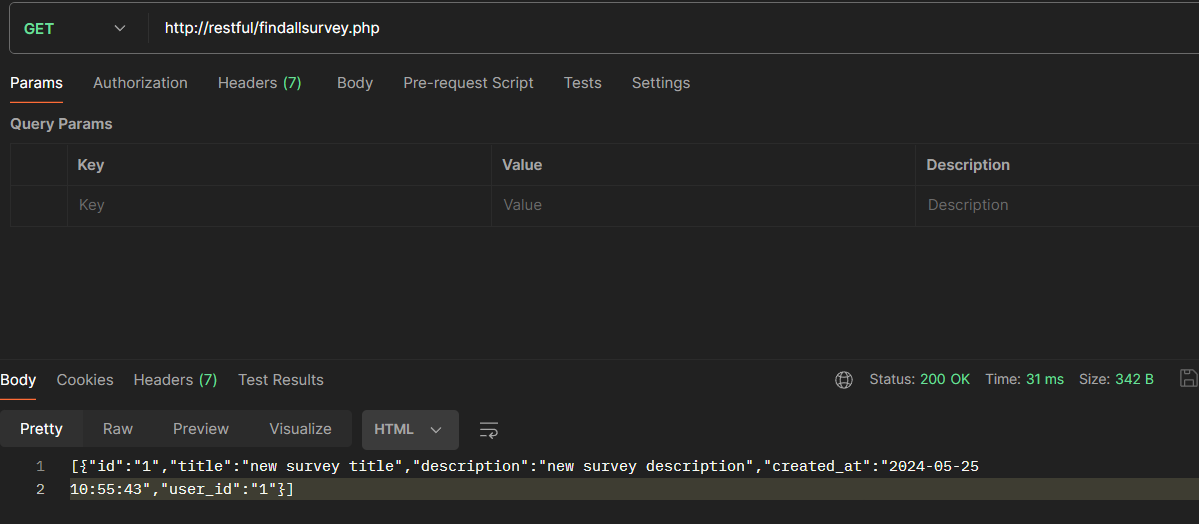 GET http://restful/findallsurvey.php
Params Authorization Headers (7) Body Pre-request Script Tests Settings
Query Params
Key Value Description
Key Value Description
Body Cookies Headers (7) Test Results Status: 200 OK Time: 31 ms Size: 342 B
Pretty Raw Preview Visualize HTML
1 [{"id":"1","title":"new survey title","description":"new survey description","created_at":"2024-05-25
2 10:55:43","user_id":"1"}]